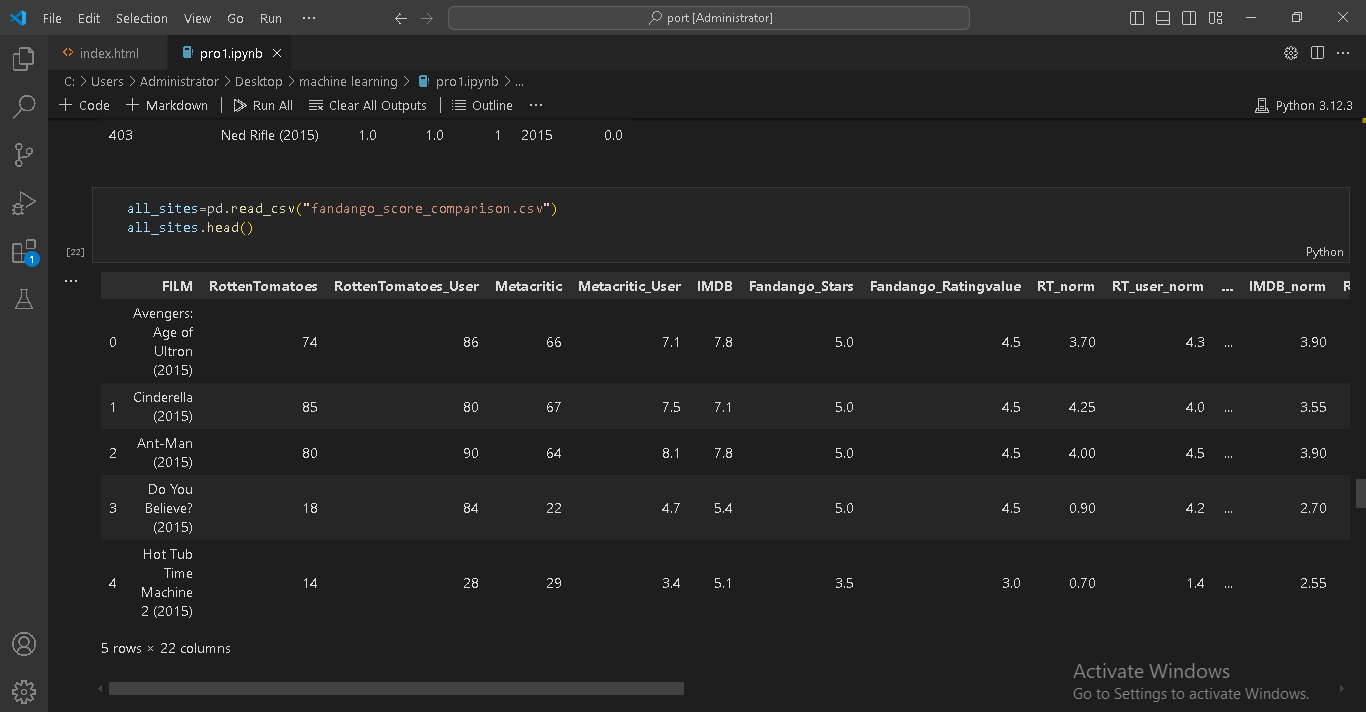 File Edit Selection View Go Run ··· port [Administrator]
index.html pro1.ipynb
C: > Users > Administrator > Desktop > machine learning > pro1.ipynb > ...
+ Code + Markdown | Run All Clear All Outputs | Outline ··· Python 3.12.3
403 Ned Rifle (2015) 1.0 1.0 1 2015 0.0
all_sites=pd.read_csv("fandango_score_comparison.csv")
all_sites.head()
[22] Python
...
FILM RottenTomatoes RottenTomatoes_User Metacritic Metacritic_User IMDB Fandango_Stars Fandango_Ratingvalue RT_norm RT_user_norm ... IMDB_norm R
Avengers:
Age of
0 Ultron 74 86 66 7.1 7.8 5.0 4.5 3.70 4.3 ... 3.90
(2015)
Cinderella
1 (2015) 85 80 67 7.5 7.1 5.0 4.5 4.25 4.0 ... 3.55
Ant-Man
2 (2015) 80 90 64 8.1 7.8 5.0 4.5 4.00 4.5 ... 3.90
Do You
3 Believe? 18 84 22 4.7 5.4 5.0 4.5 0.90 4.2 ... 2.70
(2015)
Hot Tub
Time
4 Machine 14 28 29 3.4 5.1 3.5 3.0 0.70 1.4 ... 2.55
2 (2015)
5 rows × 22 columns
1
Activate Windows
Go to Settings to activate Windows.